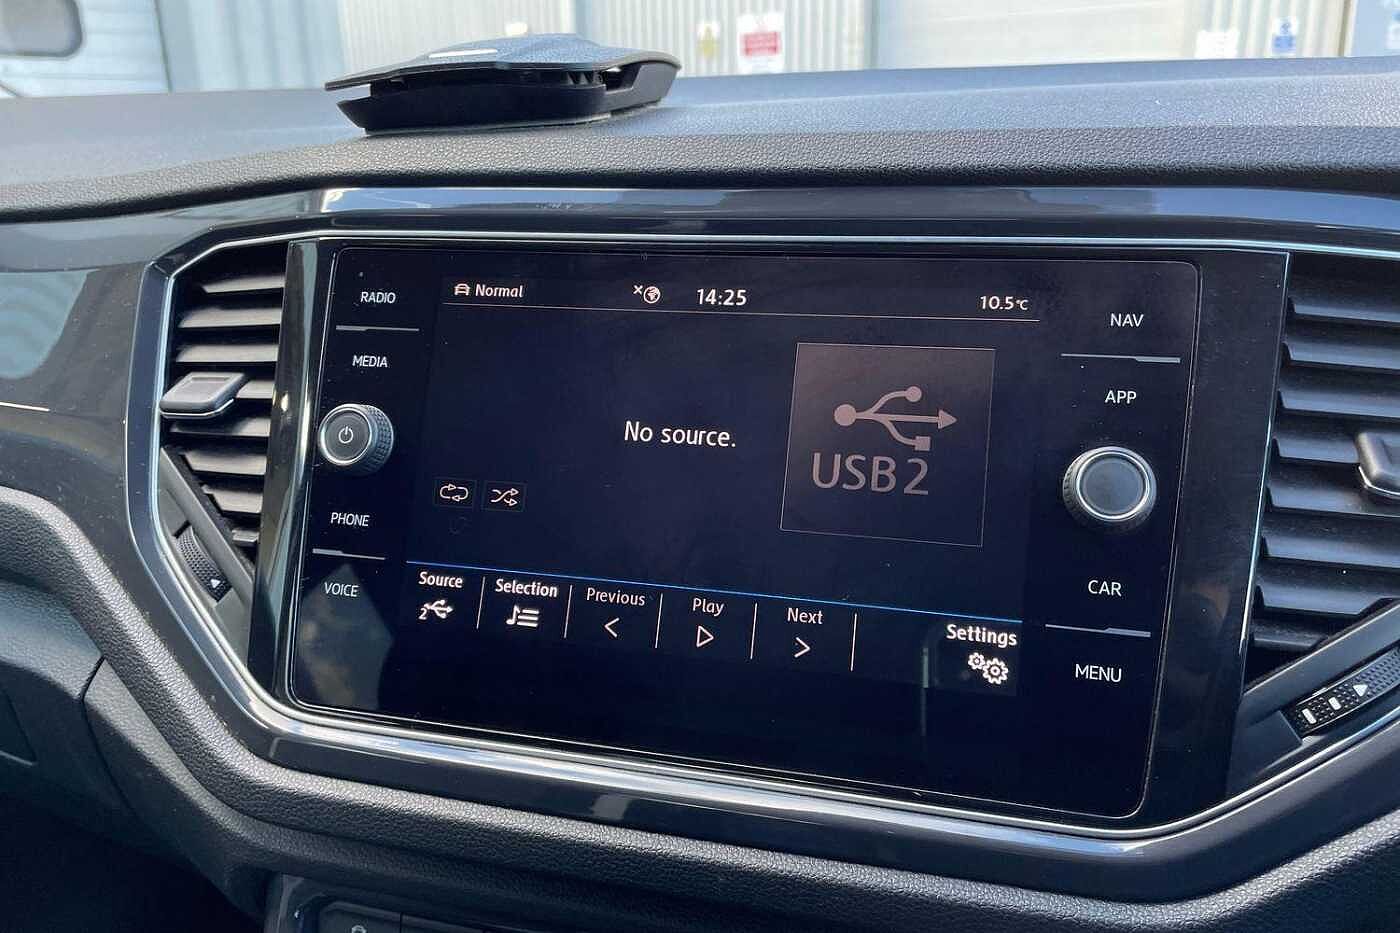 Normal
14:25
10.5°C
RADIO
MEDIA
PHONE
VOICE
No source.
USB2
Source
2
Selection
Previous
Play
Next
Settings
NAV
APP
CAR
MENU